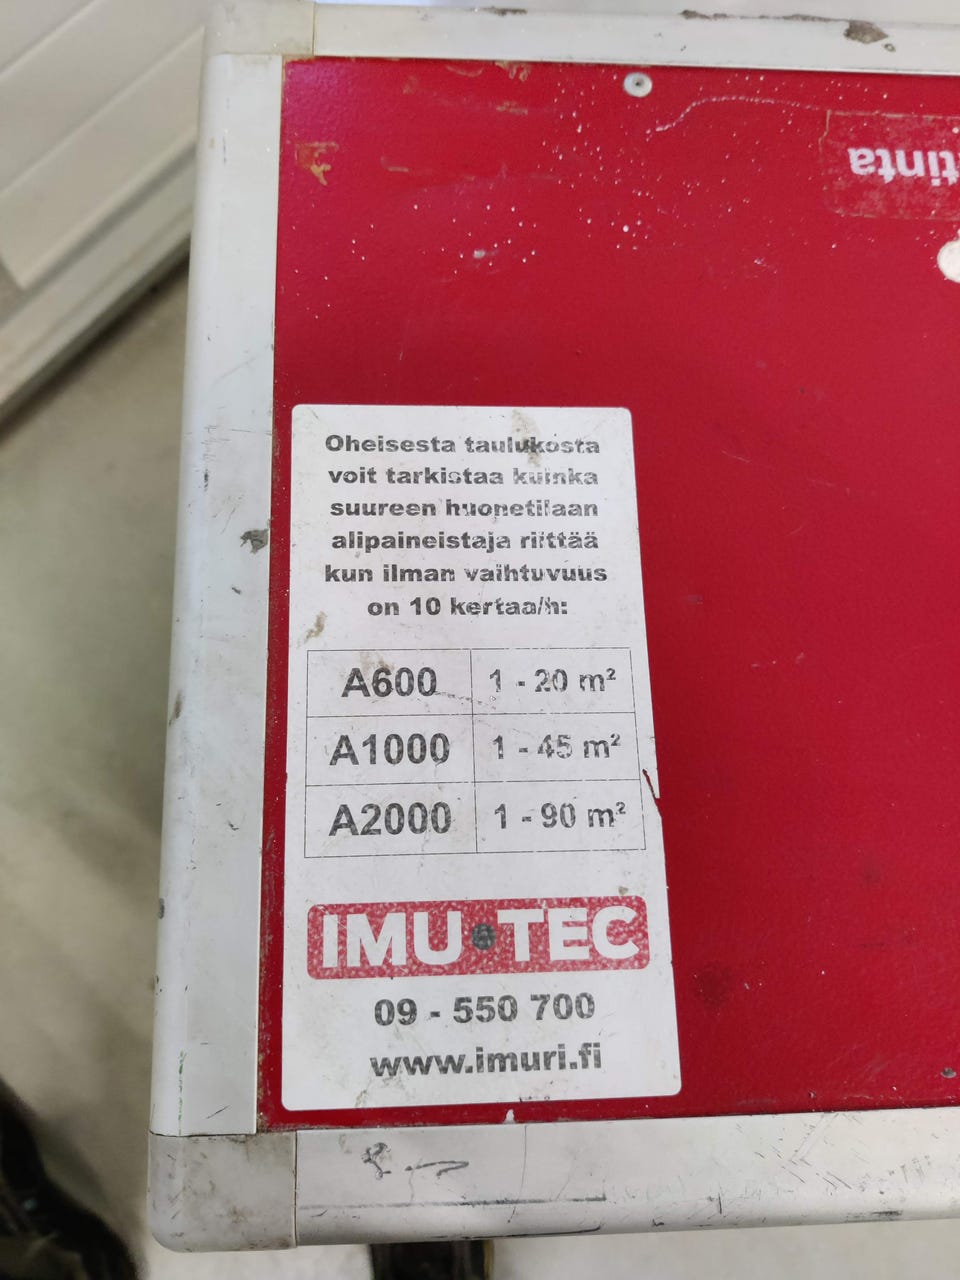 tinta
Oheisesta taulukosta
voit tarkistaa kuinka
suureen huonetilaan
alipaineistaja riittää
kun ilman vaihtuvuus
on 10 kertaa/h:
A600 1 - 20 m²
A1000 1 - 45 m²
A2000 1 - 90 m²
IMU•TEC
09 - 550 700
www.imuri.fi